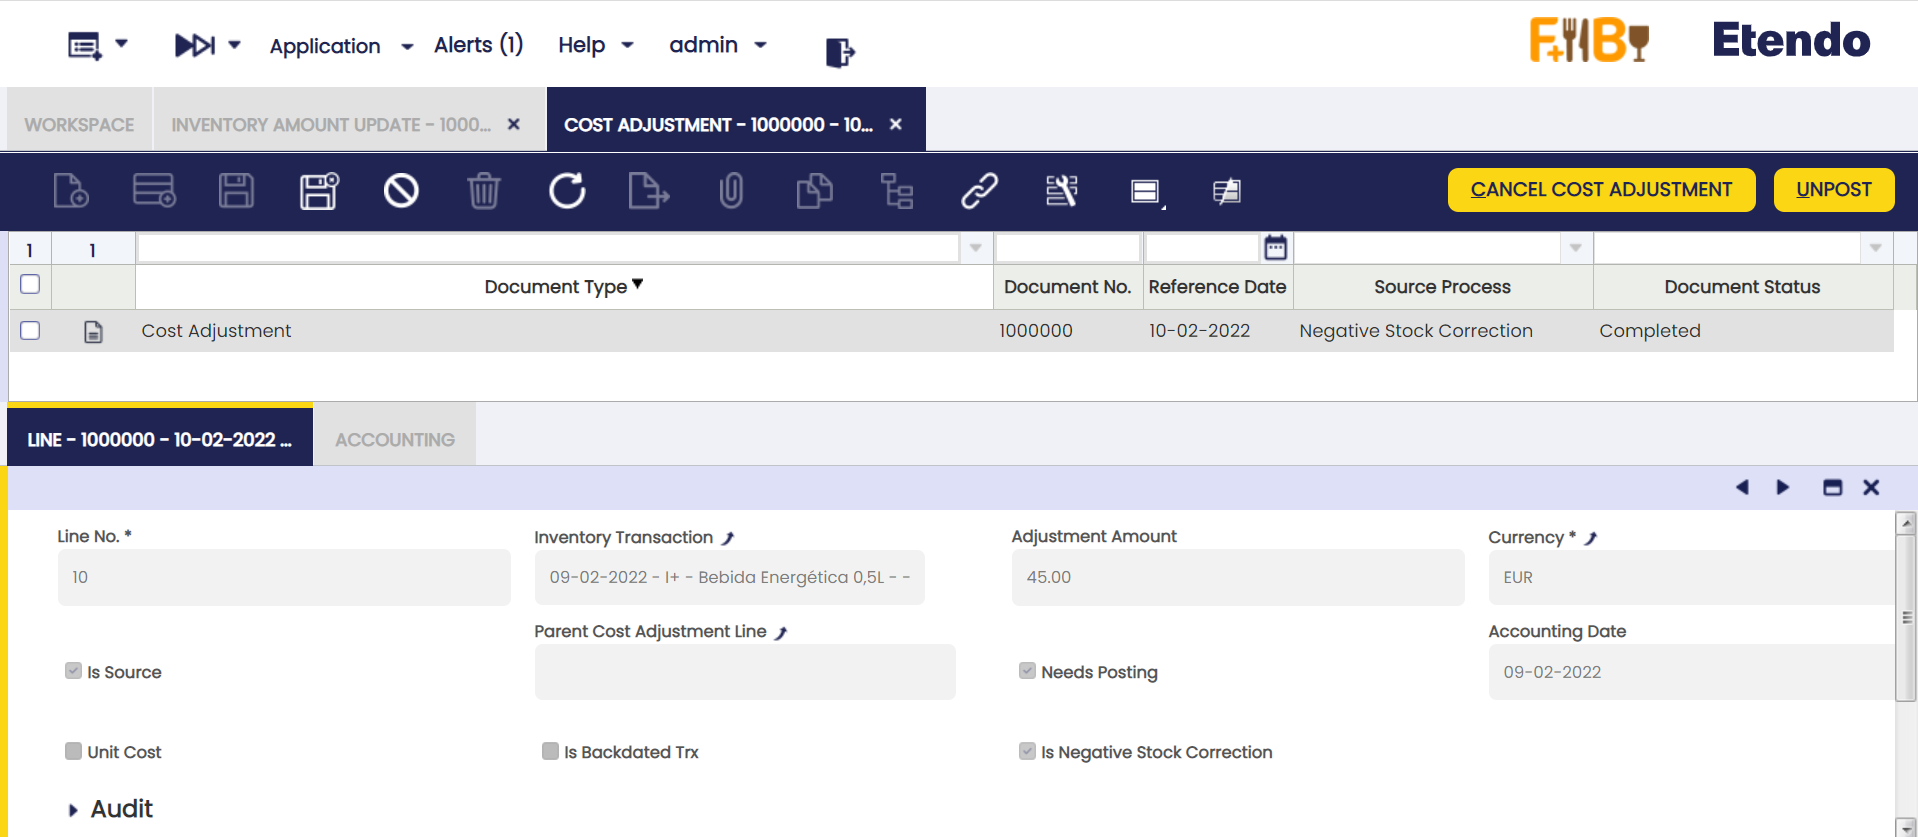 Application Alerts (1) Help admin F+B Etendo
WORKSPACE INVENTORY AMOUNT UPDATE - 1000... COST ADJUSTMENT - 1000000 - 10...
CANCEL COST ADJUSTMENT UNPOST
1 1
Document Type Document No. Reference Date Source Process Document Status
Cost Adjustment 1000000 10-02-2022 Negative Stock Correction Completed
LINE - 1000000 - 10-02-2022 ... ACCOUNTING
Line No. * Inventory Transaction Adjustment Amount Currency *
10 09-02-2022 - I+ - Bebida Energética 0,5L - - 45.00 EUR
Parent Cost Adjustment Line Accounting Date
Is Source Needs Posting 09-02-2022
Unit Cost Is Backdated Trx Is Negative Stock Correction
Audit